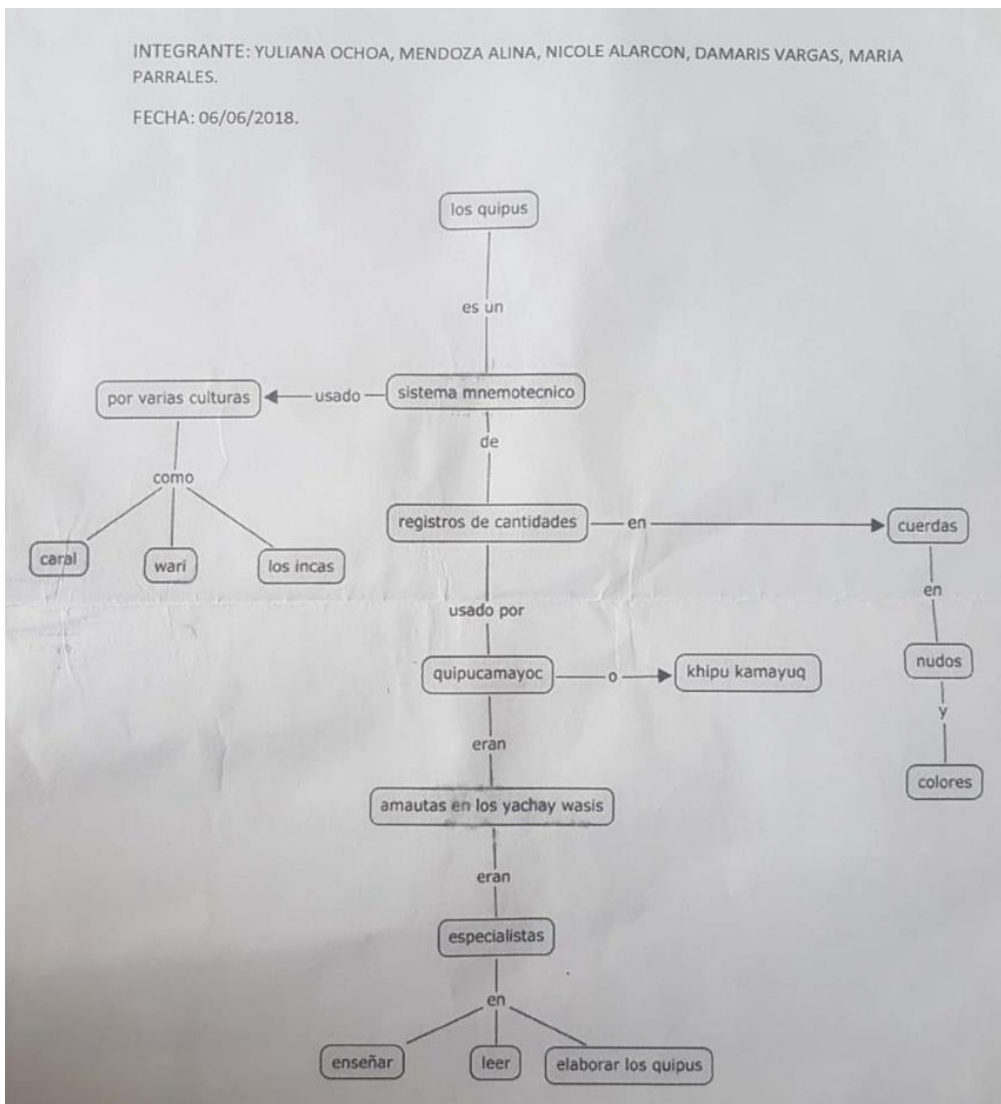 INTEGRANTE: YULIANA OCHOA, MENDOZA ALINA, NICOLE ALARCON, DAMARIS VARGAS, MARIA
PARRALES.
FECHA: 06/06/2018.
los quipus
es un
por varias culturas
usado
sistema mnemotecnico
de
como
registros de cantidades
en
cuerdas
caral
wari
los incas
en
usado por
nudos
quipucamayoc
o
khipu kamayuq
y
eran
colores
amautas en los yachay wasis
eran
especialistas
en
enseñar
leer
elaborar los quipus